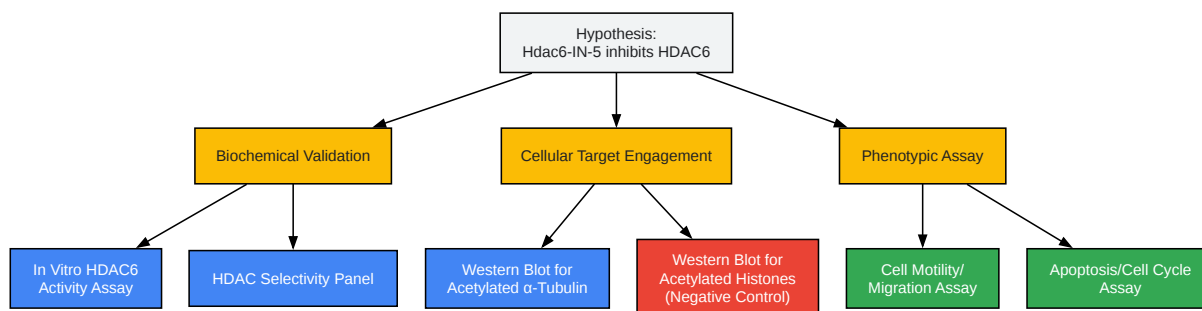 Hypothesis:
Hdac6-IN-5 inhibits HDAC6
Biochemical Validation
Cellular Target Engagement
Phenotypic Assay
In Vitro HDAC6
Activity Assay
HDAC Selectivity Panel
Western Blot for
Acetylated α-Tubulin
Western Blot for
Acetylated Histones
(Negative Control)
Cell Motility/
Migration Assay
Apoptosis/Cell Cycle
Assay